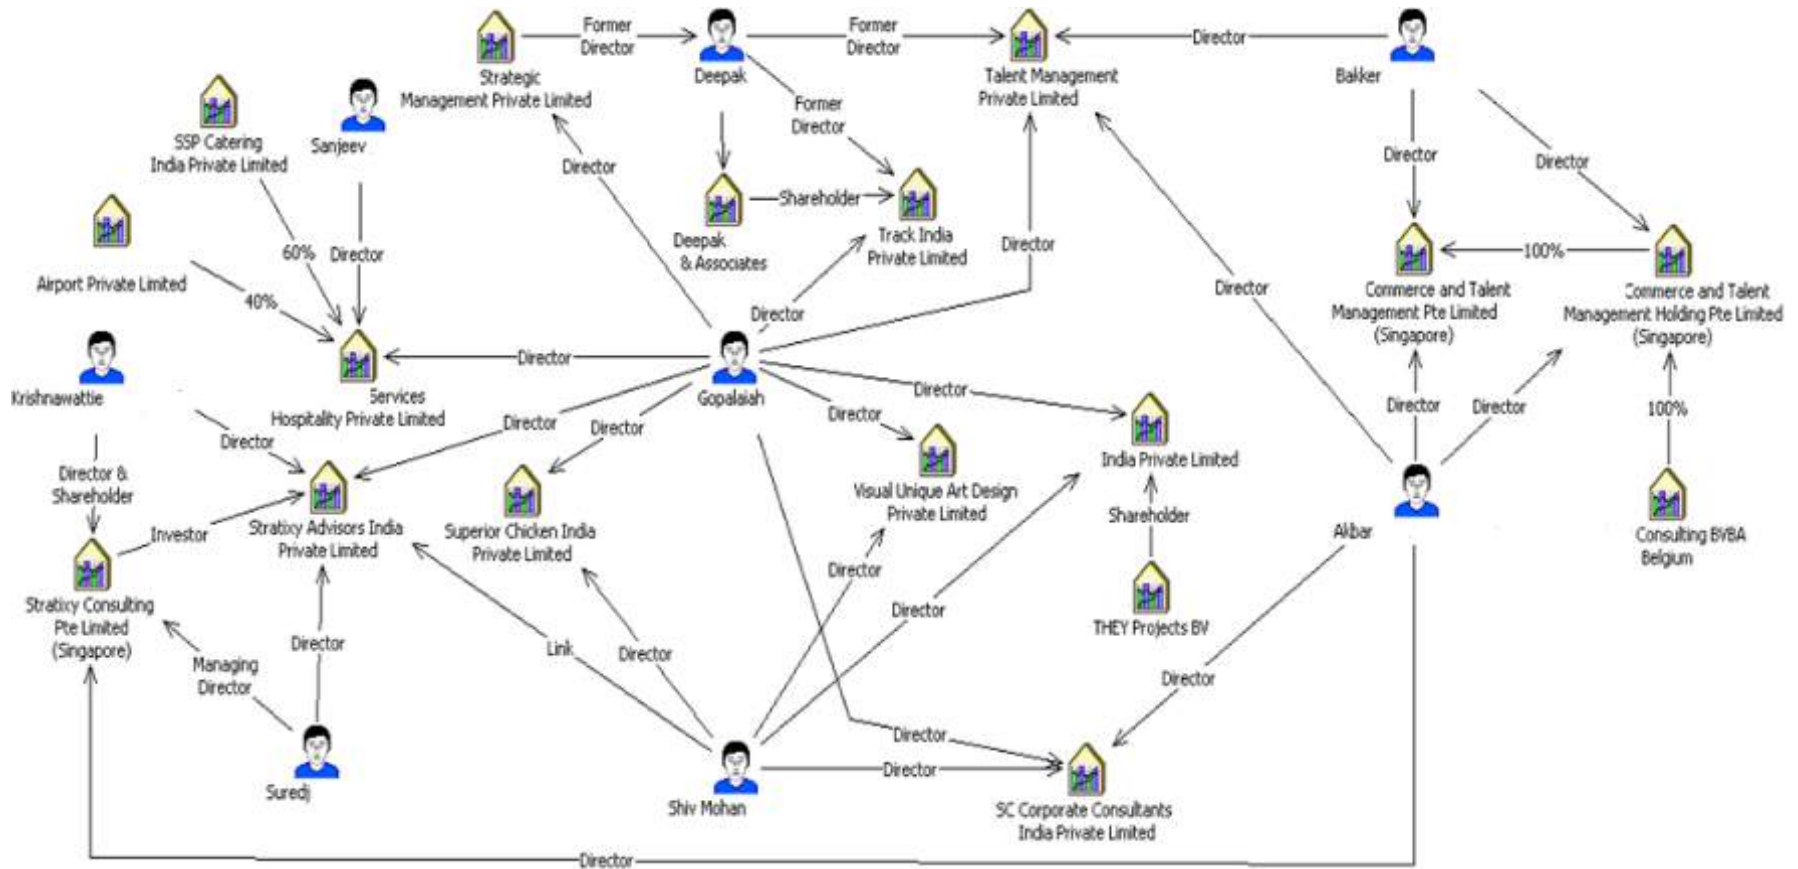 Former
Director
Former
Director
Director
Strategic
Management Private Limited
Deepak
Talent Management
Private Limited
Bakker
SSP Catering
India Private Limited
Sanjeev
Former
Director
Director
Director
Director
Shareholder
Airport Private Limited
60%
Director
40%
Deepak
& Associates
Track India
Private Limited
Director
Director
Director
100%
Commerce and Talent
Management Pte Limited
(Singapore)
Commerce and Talent
Management Holding Pte Limited
(Singapore)
Krishnawattie
Services
Hospitality Private Limited
Director
Gopalaiah
Director
Director
Director
100%
Director
Director
Director
Director
Director &
Shareholder
India Private Limited
Visual Unique Art Design
Private Limited
Investor
Stratixy Advisors India
Private Limited
Superior Chicken India
Private Limited
Shareholder
Akbar
Consulting BVBA
Belgium
Stratixy Consulting
Pte Limited
(Singapore)
Director
Director
THEY Projects BV
Managing
Director
Director
Link
Director
Director
Director
Director
Suredj
Shiv Mohan
SC Corporate Consultants
India Private Limited
Director